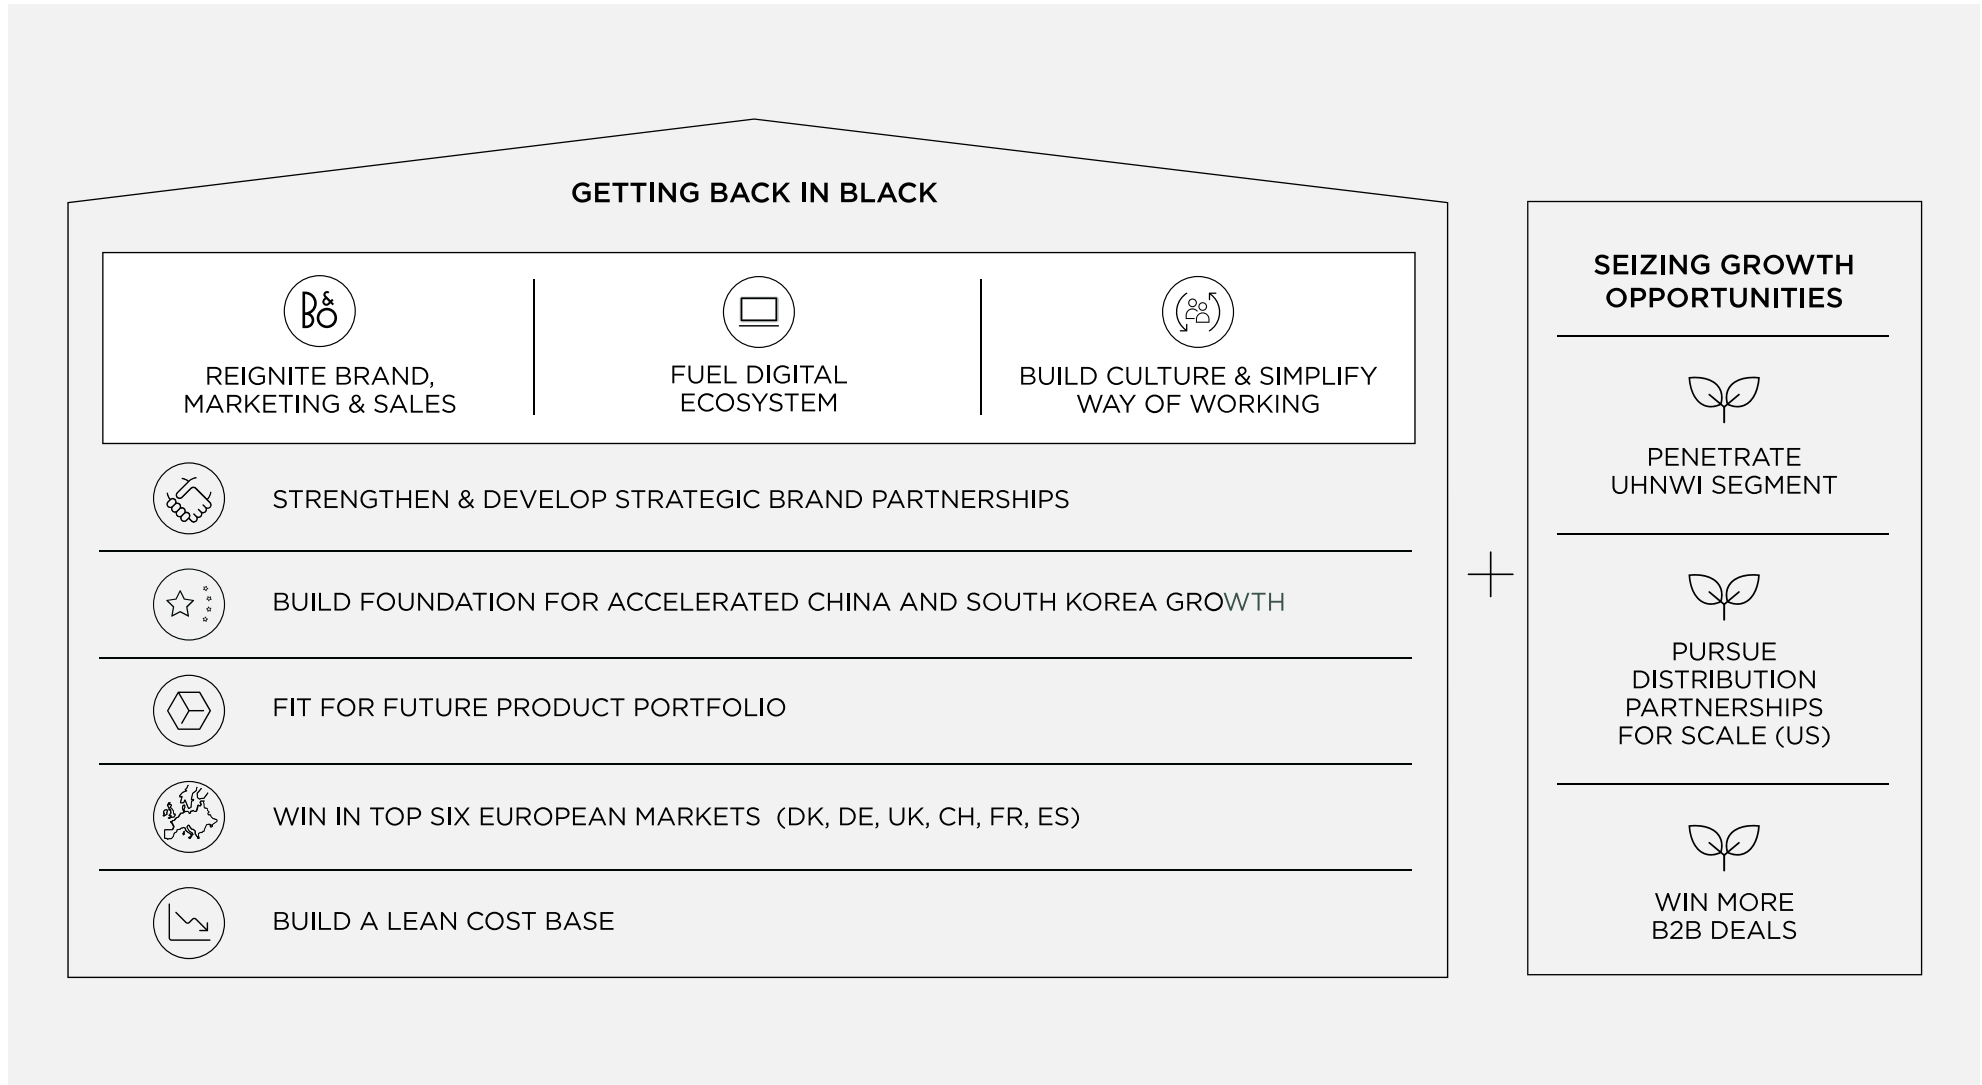 GETTING BACK IN BLACK
B&O
REIGNITE BRAND,
MARKETING & SALES
FUEL DIGITAL
ECOSYSTEM
BUILD CULTURE & SIMPLIFY
WAY OF WORKING
STRENGTHEN & DEVELOP STRATEGIC BRAND PARTNERSHIPS
BUILD FOUNDATION FOR ACCELERATED CHINA AND SOUTH KOREA GROWTH
FIT FOR FUTURE PRODUCT PORTFOLIO
WIN IN TOP SIX EUROPEAN MARKETS (DK, DE, UK, CH, FR, ES)
BUILD A LEAN COST BASE
SEIZING GROWTH
OPPORTUNITIES
PENETRATE
UHNWI SEGMENT
PURSUE
DISTRIBUTION
PARTNERSHIPS
FOR SCALE (US)
WIN MORE
B2B DEALS